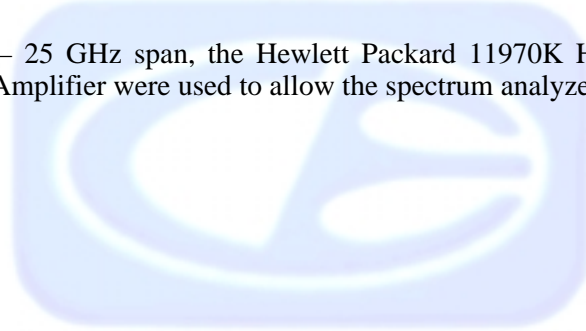 – 25 GHz span, the Hewlett Packard 11970K H
Amplifier were used to allow the spectrum analyze